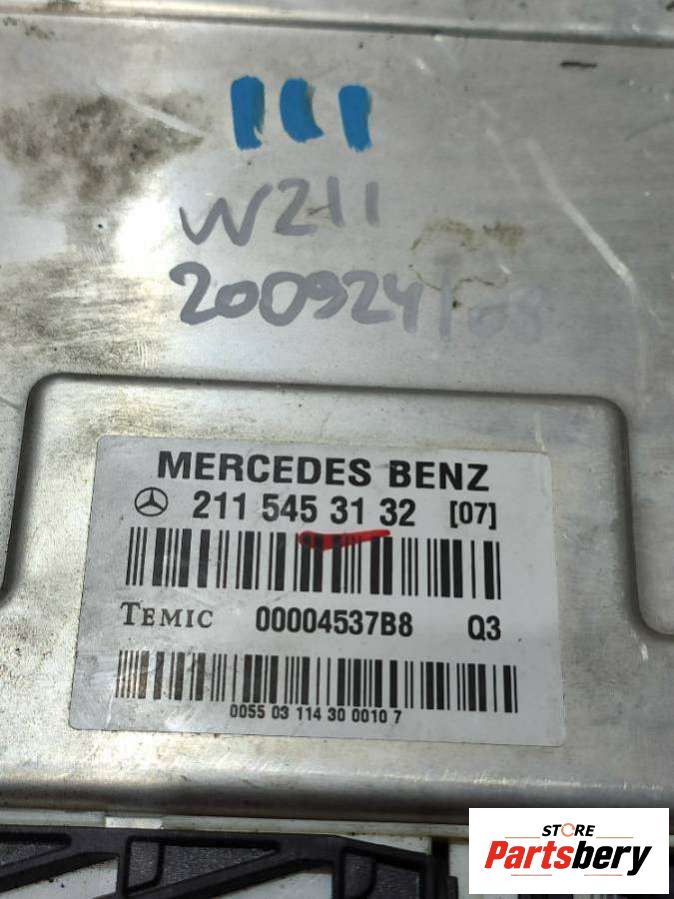 W211
200924/08
MERCEDES BENZ
211 545 31 32 [07]
TEMIC 00004537B8 Q3
0055 03 114 30 0010 7
STORE
Partsbery